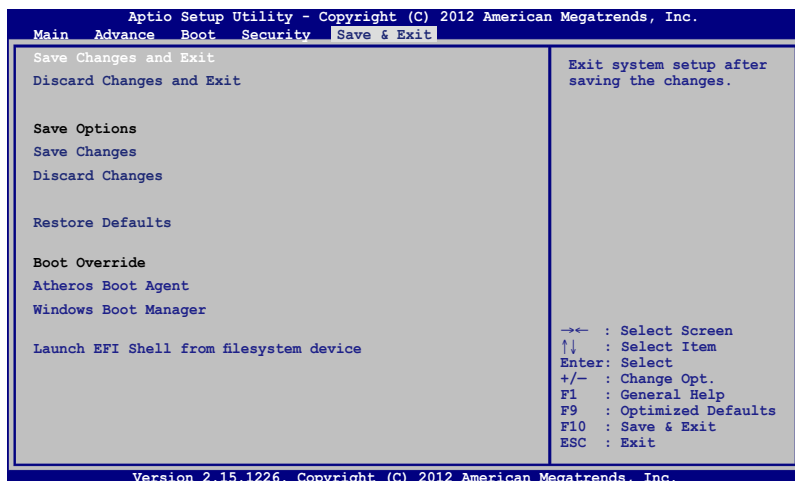 Aptio Setup Utility - Copyright (C) 2012 American Megatrends, Inc.
Main Advance Boot Security Save & Exit
Save Changes and Exit
Discard Changes and Exit
Save Options
Save Changes
Discard Changes
Restore Defaults
Boot Override
Atheros Boot Agent
Windows Boot Manager
Launch EFI Shell from filesystem device
Exit system setup after
saving the changes.
→← : Select Screen
↑↓ : Select Item
Enter: Select
+/— : Change Opt.
F1 : General Help
F9 : Optimized Defaults
F10 : Save & Exit
ESC : Exit
Version 2.15.1226. Copyright (C) 2012 American Megatrends, Inc.